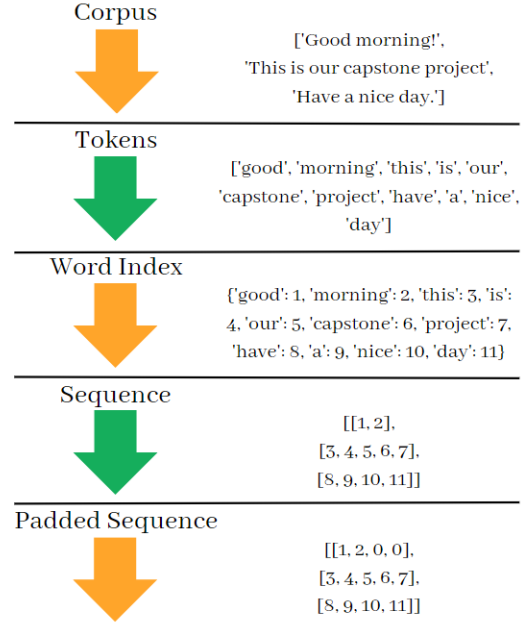 Corpus
['Good morning!',
'This is our capstone project',
'Have a nice day.']
Tokens
['good', 'morning', 'this', 'is', 'our',
'capstone', 'project', 'have', 'a', 'nice',
'day']
Word Index
{'good': 1, 'morning': 2, 'this': 3, 'is':
4, 'our': 5, 'capstone': 6, 'project': 7,
'have': 8, 'a': 9, 'nice': 10, 'day': 11}
Sequence
[[1, 2],
[3, 4, 5, 6, 7],
[8, 9, 10, 11]]
Padded Sequence
[[1, 2, 0, 0],
[3, 4, 5, 6, 7],
[8, 9, 10, 11]]